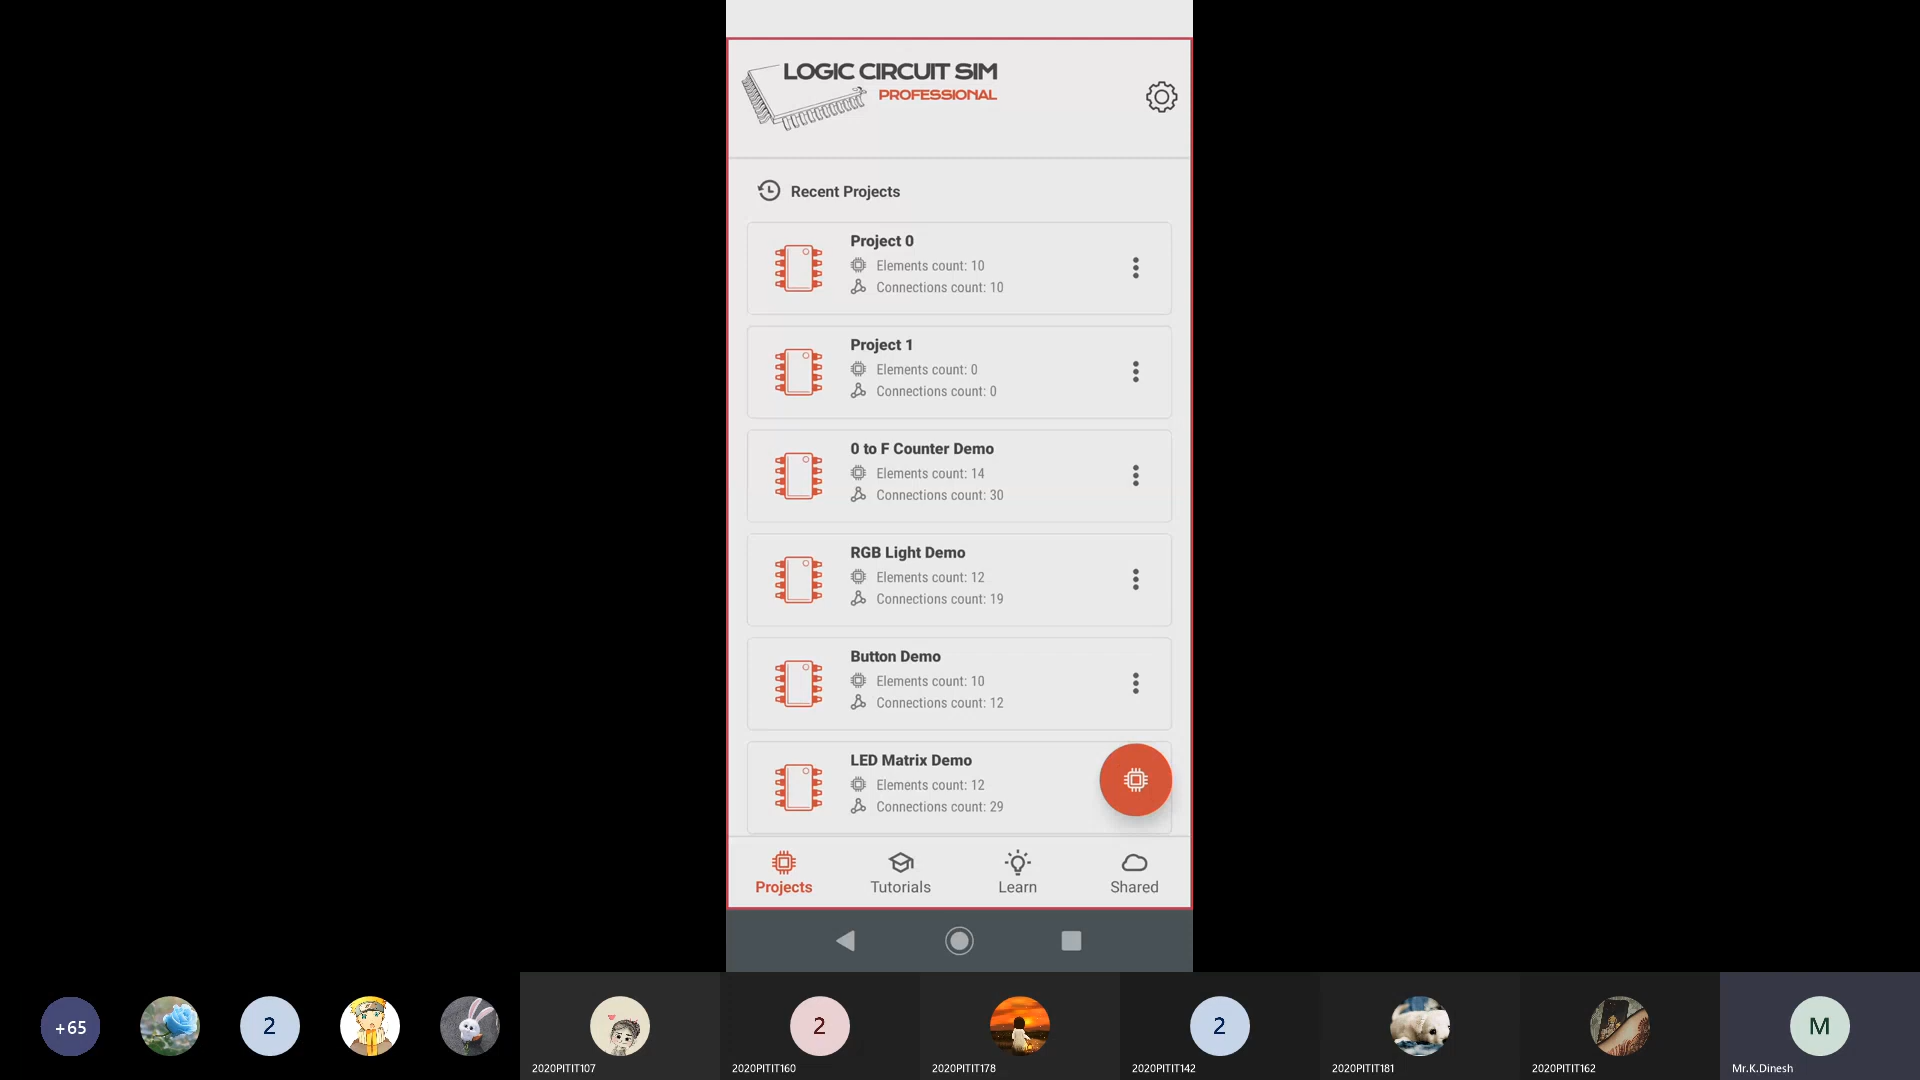 LOGIC CIRCUIT SIM
PROFESSIONAL
Recent Projects
Project 0
Elements count: 10
Connections count: 10
Project 1
Elements count: 0
Connections count: 0
0 to F Counter Demo
Elements count: 14
Connections count: 30
RGB Light Demo
Elements count: 12
Connections count: 19
Button Demo
Elements count: 10
Connections count: 12
LED Matrix Demo
Elements count: 12
Connections count: 29
Projects
Tutorials
Learn
Shared
+65
2
2
2
M
2020PITIT107
2020PITIT160
2020PITIT178
2020PITIT142
2020PITIT181
2020PITIT162
Mr.K.Dinesh